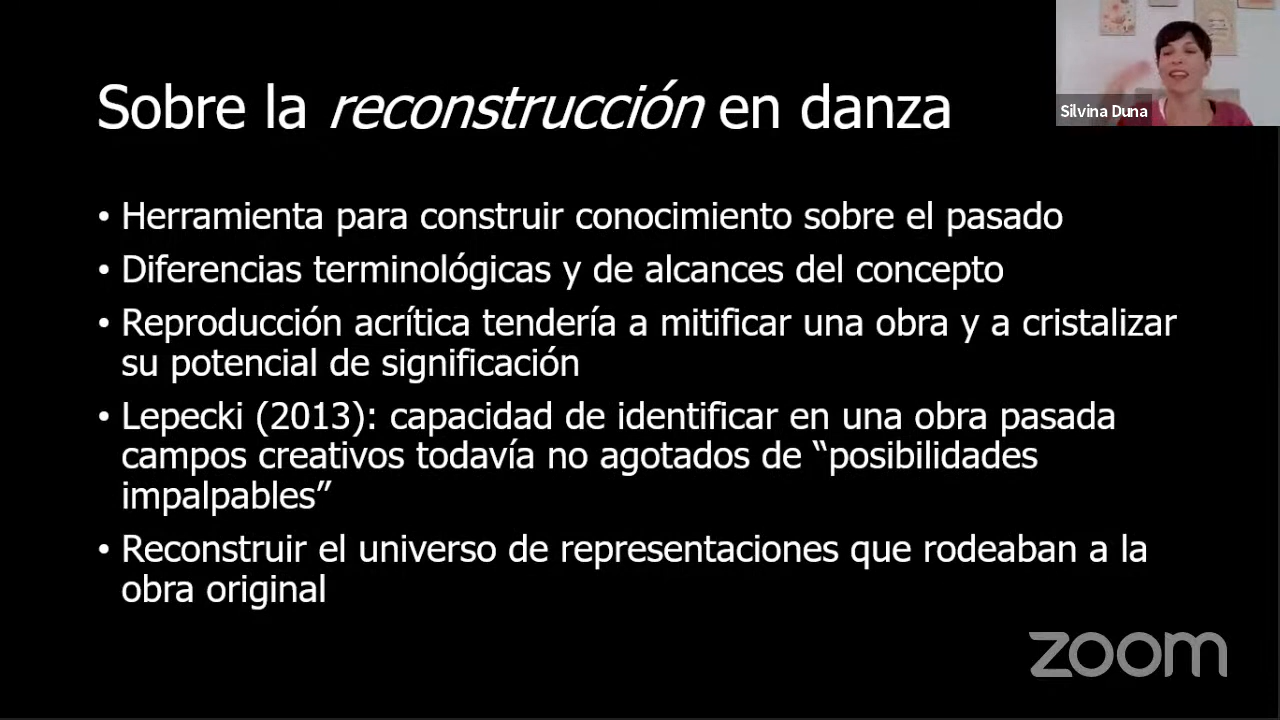 Sobre la reconstrucción en danza
Silvina Duna
• Herramienta para construir conocimiento sobre el pasado
• Diferencias terminológicas y de alcances del concepto
• Reproducción acrítica tendería a mitificar una obra y a cristalizar
su potencial de significación
• Lepecki (2013): capacidad de identificar en una obra pasada
campos creativos todavía no agotados de “posibilidades
impalpables”
• Reconstruir el universo de representaciones que rodeaban a la
obra original
zoom